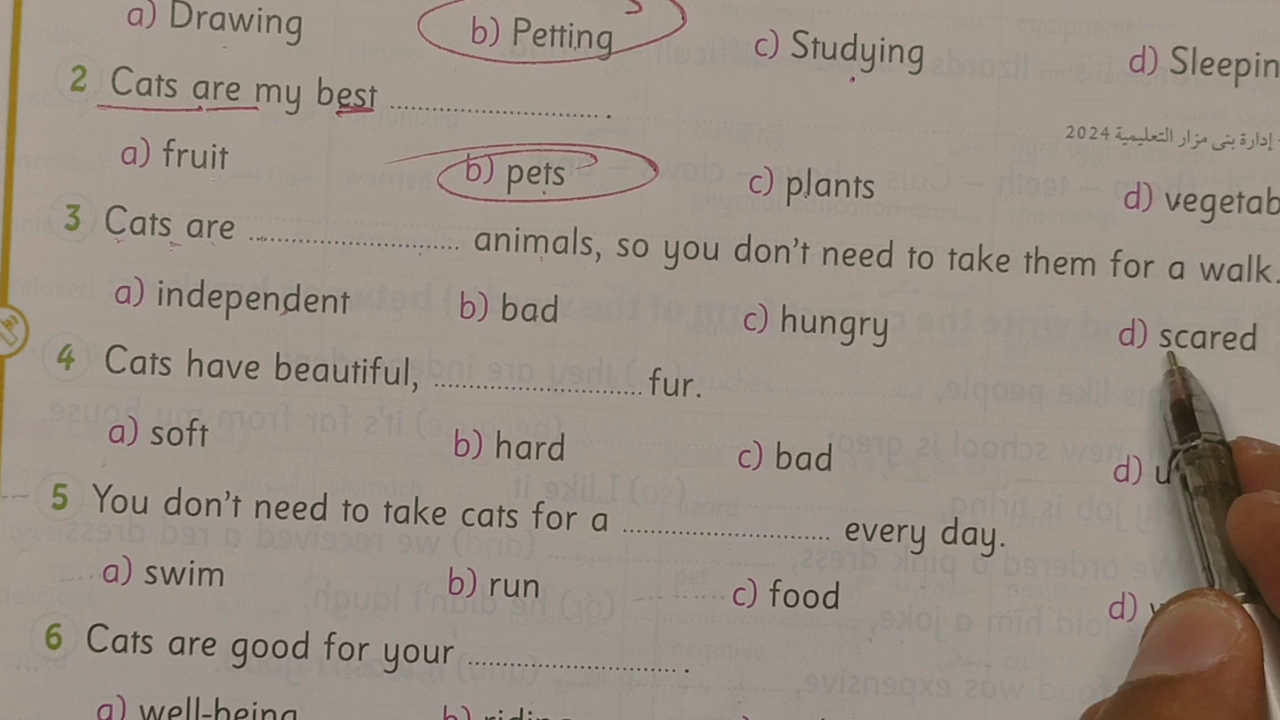 a) Drawing b) Petting c) Studying d) Sleepin
2 Cats are my best .
إدارة بنى مزار التعليمية 2024
a) fruit b) pets c) plants d) vegetab
3 Cats are animals, so you don't need to take them for a walk.
a) independent b) bad c) hungry d) scared
4 Cats have beautiful, fur.
a) soft b) hard c) bad d) u
5 You don't need to take cats for a every day.
a) swim b) run c) food d)
6 Cats are good for your .
a) well-being b)